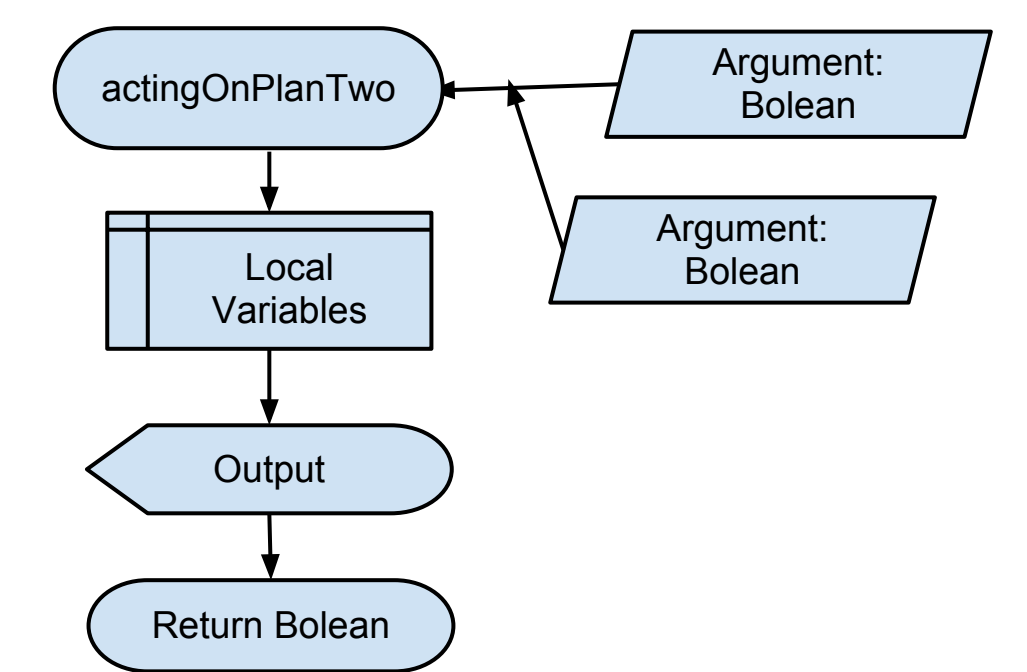 actingOnPlanTwo
Argument:
Bolean
Argument:
Bolean
Local
Variables
Output
Return Bolean